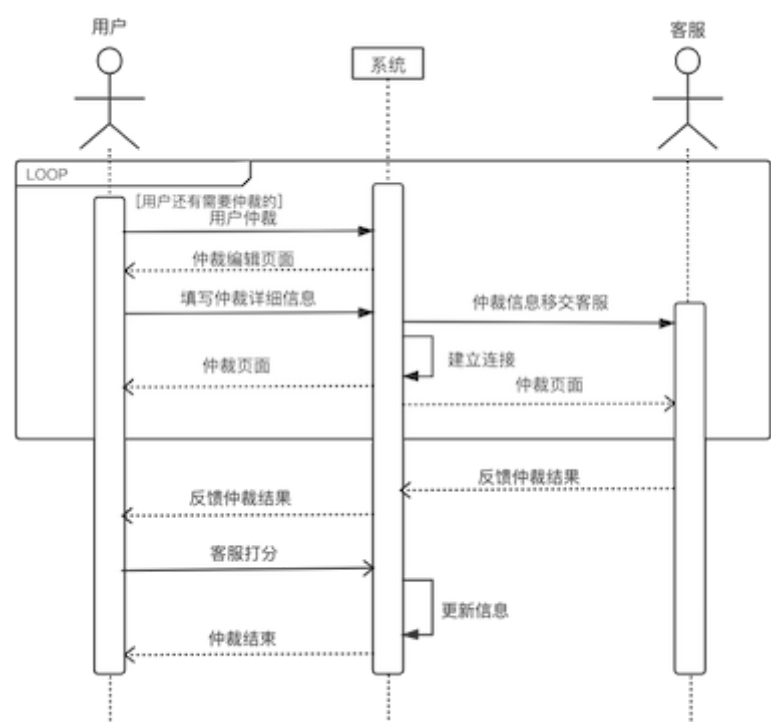 用户
系统
客服
LOOP
[用户还有需要仲裁的]
用户仲裁
仲裁编辑页面
填写仲裁详细信息
仲裁信息移交客服
建立连接
仲裁页面
仲裁页面
反馈仲裁结果
反馈仲裁结果
客服打分
更新信息
仲裁结束